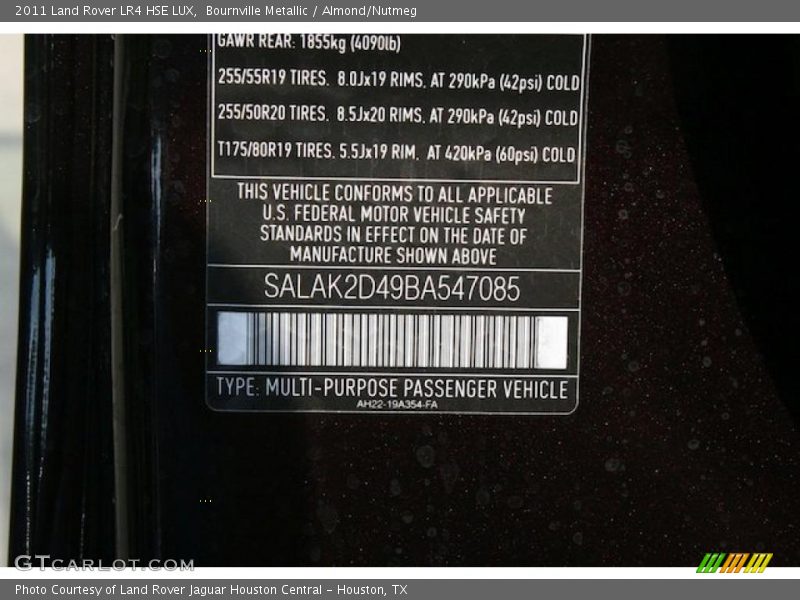 2011 Land Rover LR4 HSE LUX, Bournville Metallic / Almond/Nutmeg
GAWR REAR: 1855kg (4090lb)
255/55R19 TIRES. 8.0Jx19 RIMS. AT 290kPa (42psi) COLD
255/50R20 TIRES. 8.5Jx20 RIMS. AT 290kPa (42psi) COLD
T175/80R19 TIRES. 5.5Jx19 RIM. AT 420kPa (60psi) COLD
THIS VEHICLE CONFORMS TO ALL APPLICABLE
U.S. FEDERAL MOTOR VEHICLE SAFETY
STANDARDS IN EFFECT ON THE DATE OF
MANUFACTURE SHOWN ABOVE
SALAK2D49BA547085
TYPE: MULTI-PURPOSE PASSENGER VEHICLE
AH22-19A354-FA
GTCARLOT.COM
Photo Courtesy of Land Rover Jaguar Houston Central - Houston, TX